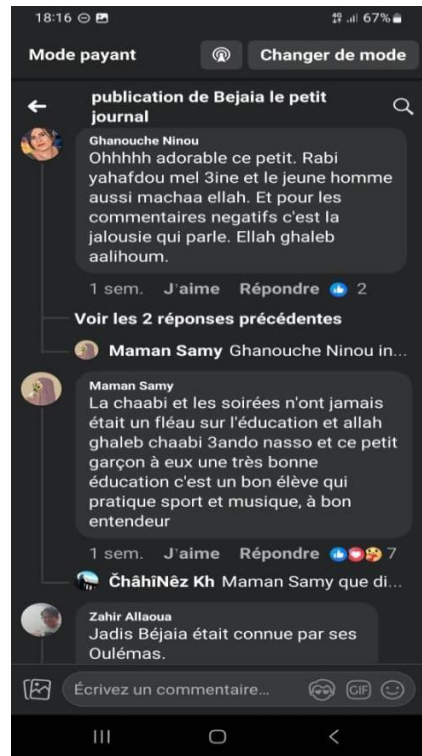 18:16
4G 67%
Mode payant
Changer de mode
publication de Bejaia le petit
journal
Ghanouche Ninou
Ohhhhh adorable ce petit. Rabi
yahafdou mel 3ine et le jeune homme
aussi machaa ellah. Et pour les
commentaires negatifs c'est la
jalousie qui parle. Ellah ghaleb
aalihoum.
1 sem. J'aime Répondre 2
Voir les 2 réponses précédentes
Maman Samy Ghanouche Ninou in...
Maman Samy
La chaabi et les soirées n'ont jamais
était un fléau sur l'éducation et allah
ghaleb chaabi 3ando nasso et ce petit
garçon à eux une très bonne
éducation c'est un bon élève qui
pratique sport et musique, à bon
entendeur
1 sem. J'aime Répondre 7
ČhâhîNêz Kh Maman Samy que di...
Zahir Allaoua
Jadis Béjaia était connue par ses
Oulémas.
Écrivez un commentaire...
GIF